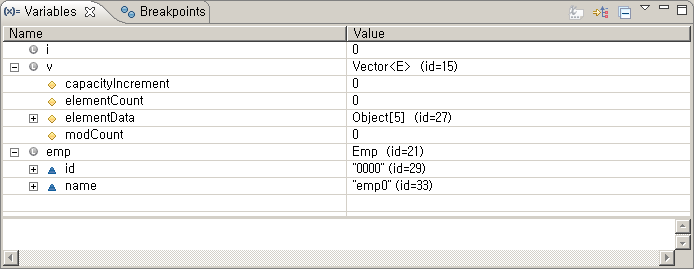 Variables Breakpoints
Name Value
i 0
v Vector<E> (id=15)
capacityIncrement 0
elementCount 0
elementData Object[5] (id=27)
modCount 0
emp Emp (id=21)
id "0000" (id=29)
name "emp0" (id=33)